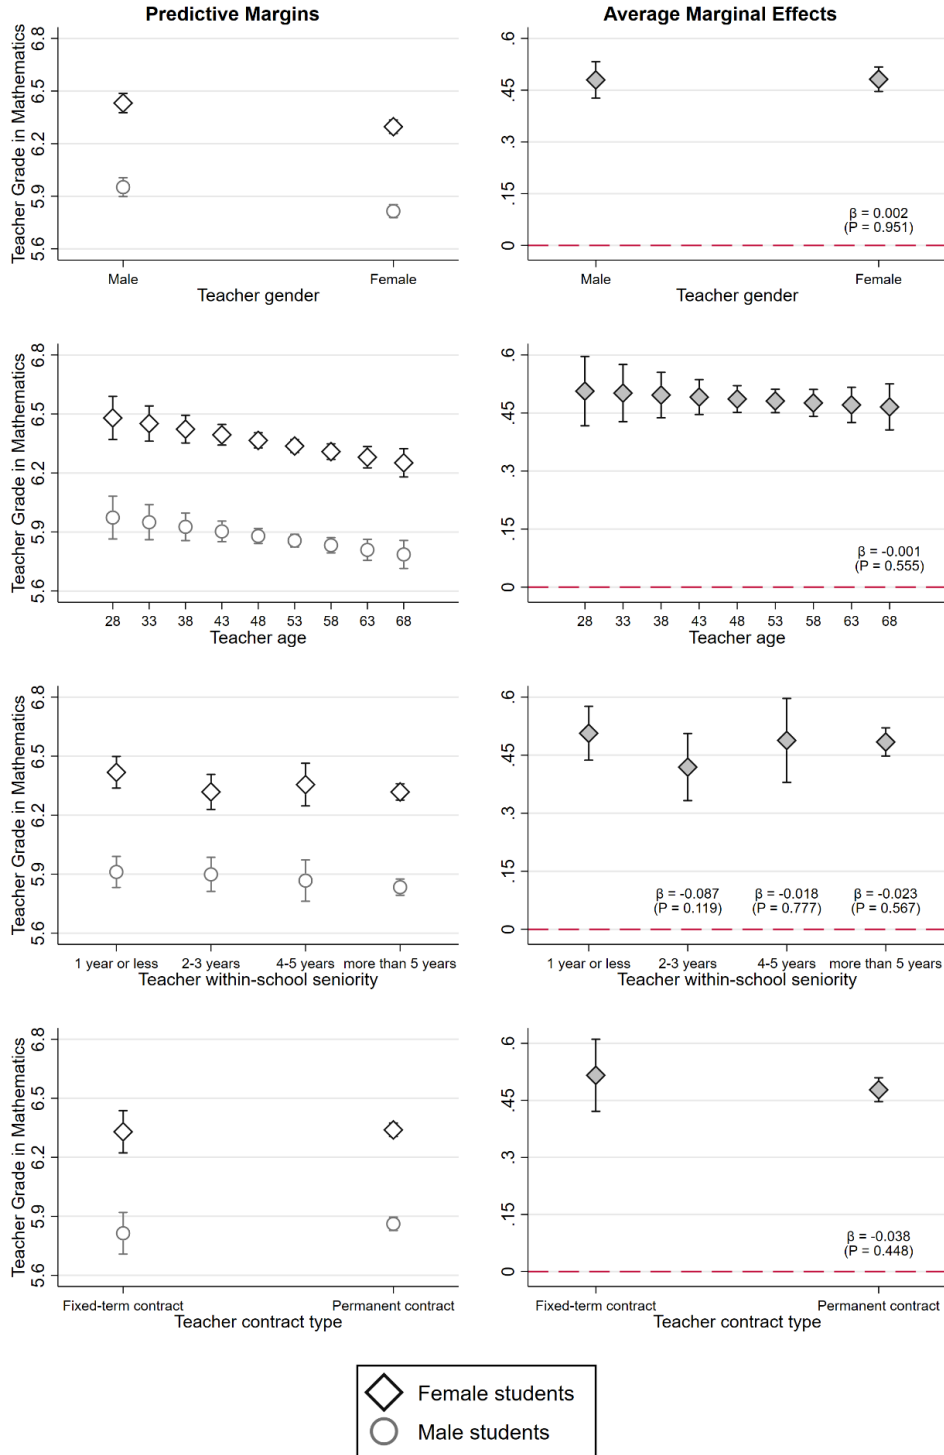 Predictive Margins
Average Marginal Effects
Teacher Grade in Mathematics
6.8
6.5
6.2
5.9
5.6
Male
Female
Teacher gender
.6
.45
.3
.15
0
β = 0.002
(P = 0.951)
Male
Female
Teacher gender
Teacher Grade in Mathematics
6.8
6.5
6.2
5.9
5.6
28 33 38 43 48 53 58 63 68
Teacher age
.6
.45
.3
.15
0
β = -0.001
(P = 0.555)
28 33 38 43 48 53 58 63 68
Teacher age
Teacher Grade in Mathematics
6.8
6.5
6.2
5.9
5.6
1 year or less 2-3 years 4-5 years more than 5 years
Teacher within-school seniority
.6
.45
.3
.15
0
β = -0.087 β = -0.018 β = -0.023
(P = 0.119) (P = 0.777) (P = 0.567)
1 year or less 2-3 years 4-5 years more than 5 years
Teacher within-school seniority
Teacher Grade in Mathematics
6.8
6.5
6.2
5.9
5.6
Fixed-term contract Permanent contract
Teacher contract type
.6
.45
.3
.15
0
β = -0.038
(P = 0.448)
Fixed-term contract Permanent contract
Teacher contract type
Female students
Male students